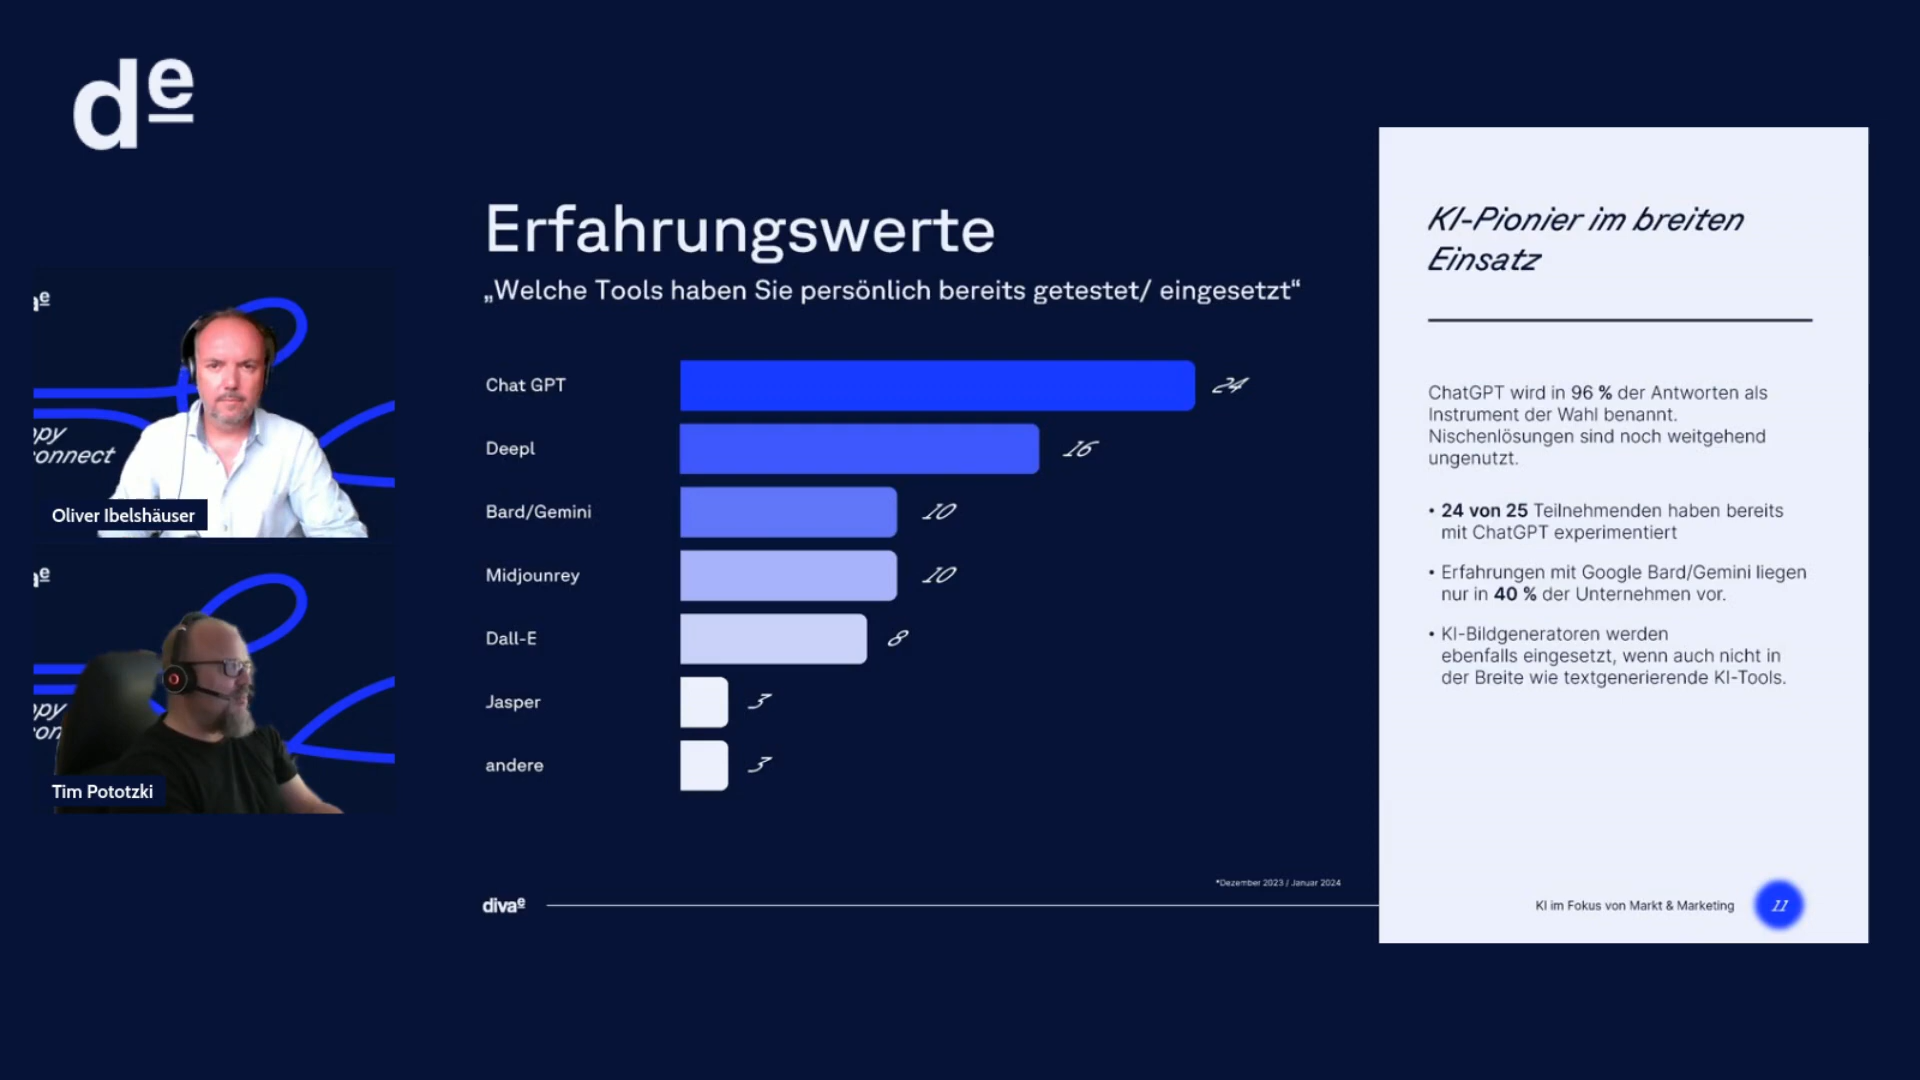 de
Erfahrungswerte
„Welche Tools haben Sie persönlich bereits getestet/ eingesetzt“
Chat GPT 24
Deepl 16
Bard/Gemini 10
Midjounrey 10
Dall-E 8
Jasper 3
andere 3
*Dezember 2023 / Januar 2024
divae
KI-Pionier im breiten
Einsatz
ChatGPT wird in 96 % der Antworten als
Instrument der Wahl benannt.
Nischenlösungen sind noch weitgehend
ungenutzt.
• 24 von 25 Teilnehmenden haben bereits
mit ChatGPT experimentiert
• Erfahrungen mit Google Bard/Gemini liegen
nur in 40 % der Unternehmen vor.
• KI-Bildgeneratoren werden
ebenfalls eingesetzt, wenn auch nicht in
der Breite wie textgenerierende KI-Tools.
KI im Fokus von Markt & Marketing 11
e
py
onnect
Oliver Ibelshäuser
e
py
on
Tim Pototzki